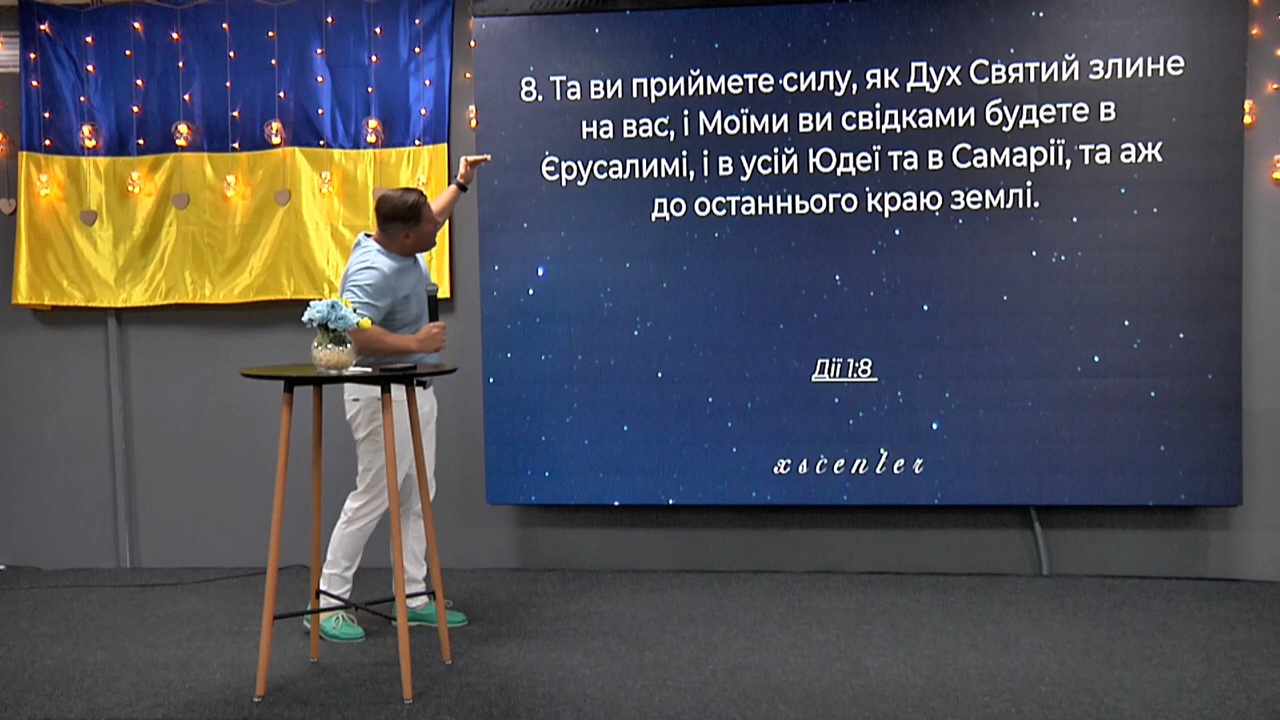 8. Та ви приймете силу, як Дух Святий злине
на вас, і Моїми ви свідками будете в
Єрусалимі, і в усій Юдеї та в Самарії, та аж
до останнього краю землі.
Дії 1:8
xscenter